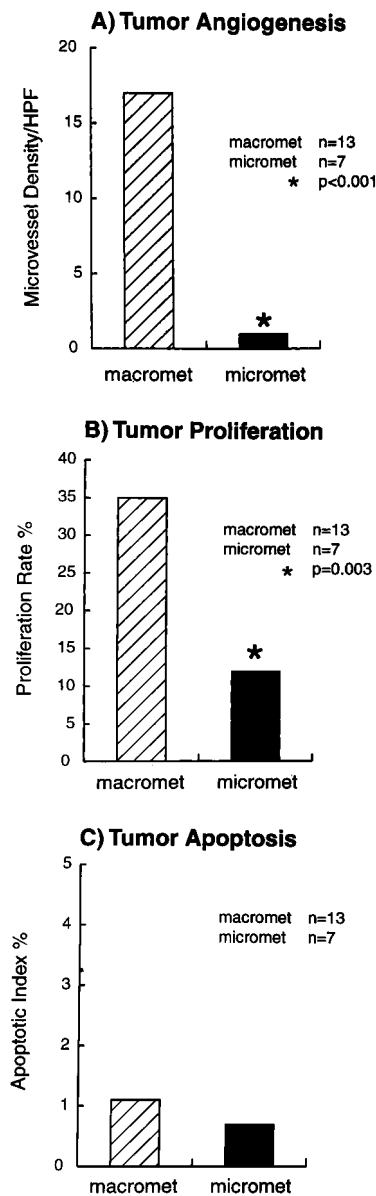 A) Tumor Angiogenesis
20
15
10
5
0
Microvessel Density/HPF
macromet n=13
micromet n=7
* p<0.001
*
macromet micromet
B) Tumor Proliferation
40
35
30
25
20
15
10
5
0
Proliferation Rate %
macromet n=13
micromet n=7
* p=0.003
*
macromet micromet
C) Tumor Apoptosis
5
4
3
2
1
0
Apoptotic Index %
macromet n=13
micromet n=7
macromet micromet